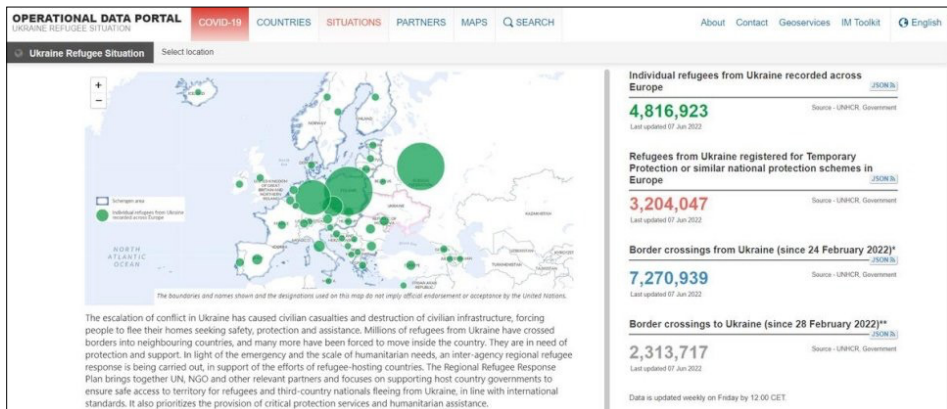 OPERATIONAL DATA PORTAL
UKRAINE REFUGEE SITUATION
COVID-19
COUNTRIES
SITUATIONS
PARTNERS
MAPS
SEARCH
About
Contact
Geoservices
IM Toolkit
English
Ukraine Refugee Situation
Select location
+
−
ICELAND
NORWAY
FINLAND
KAZAKHSTAN
NORTH
ATLANTIC
OCEAN
Schengen area
Individual refugees from Ukraine
recorded across Europe
The boundaries and names shown and the designations used on this map do not imply official endorsement or acceptance by the United Nations.
The escalation of conflict in Ukraine has caused civilian casualties and destruction of civilian infrastructure, forcing
people to flee their homes seeking safety, protection and assistance. Millions of refugees from Ukraine have crossed
borders into neighbouring countries, and many more have been forced to move inside the country. They are in need of
protection and support. In light of the emergency and the scale of humanitarian needs, an inter-agency regional refugee
response is being carried out, in support of the efforts of refugee-hosting countries. The Regional Refugee Response
Plan brings together UN, NGO and other relevant partners and focuses on supporting host country governments to
ensure safe access to territory for refugees and third-country nationals fleeing from Ukraine, in line with international
standards. It also prioritizes the provision of critical protection services and humanitarian assistance.
Individual refugees from Ukraine recorded across
Europe
JSON
4,816,923
Source - UNHCR, Government
Last updated 07 Jun 2022
Refugees from Ukraine registered for Temporary
Protection or similar national protection schemes in
Europe
JSON
3,204,047
Source - UNHCR, Government
Last updated 07 Jun 2022
Border crossings from Ukraine (since 24 February 2022)*
JSON
7,270,939
Source - UNHCR, Government
Last updated 07 Jun 2022
Border crossings to Ukraine (since 28 February 2022)**
JSON
2,313,717
Source - UNHCR, Government
Last updated 07 Jun 2022
Data is updated weekly on Friday by 12.00 CET.